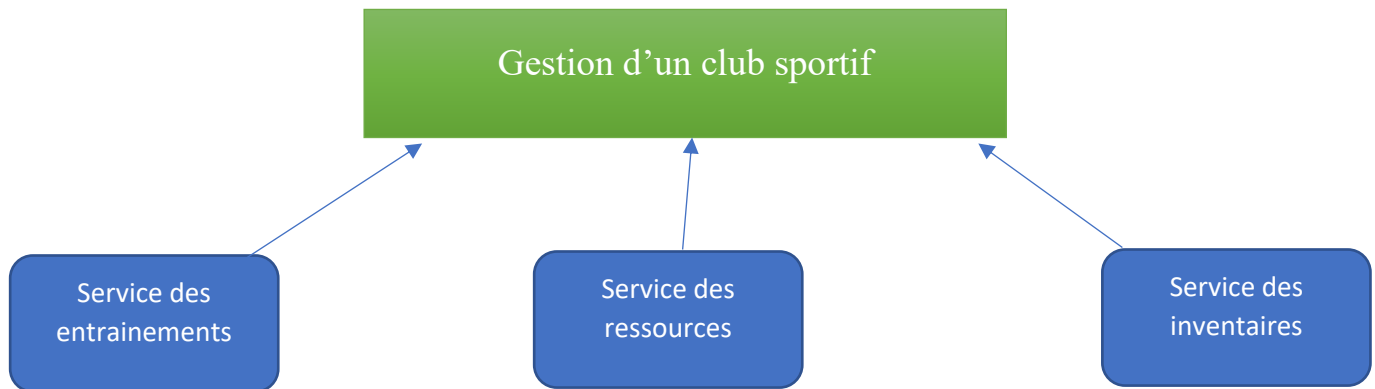 Gestion d’un club sportif
Service des
entrainements
Service des
ressources
Service des
inventaires